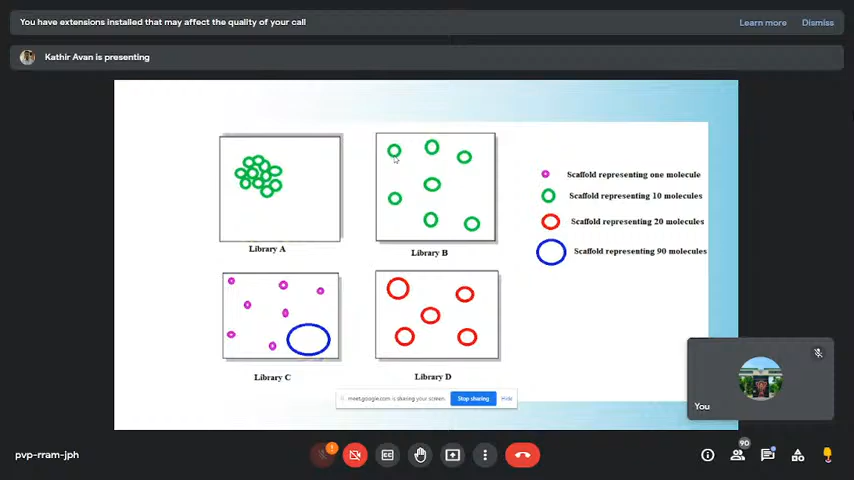 You have extensions installed that may affect the quality of your call
Learn more
Dismiss
Kathir Avan is presenting
Scaffold representing one molecule
Scaffold representing 10 molecules
Scaffold representing 20 molecules
Scaffold representing 90 molecules
Library A
Library B
Library C
Library D
meet.google.com is sharing your screen.
Stop sharing
Hide
You
pvp-rram-jph
90